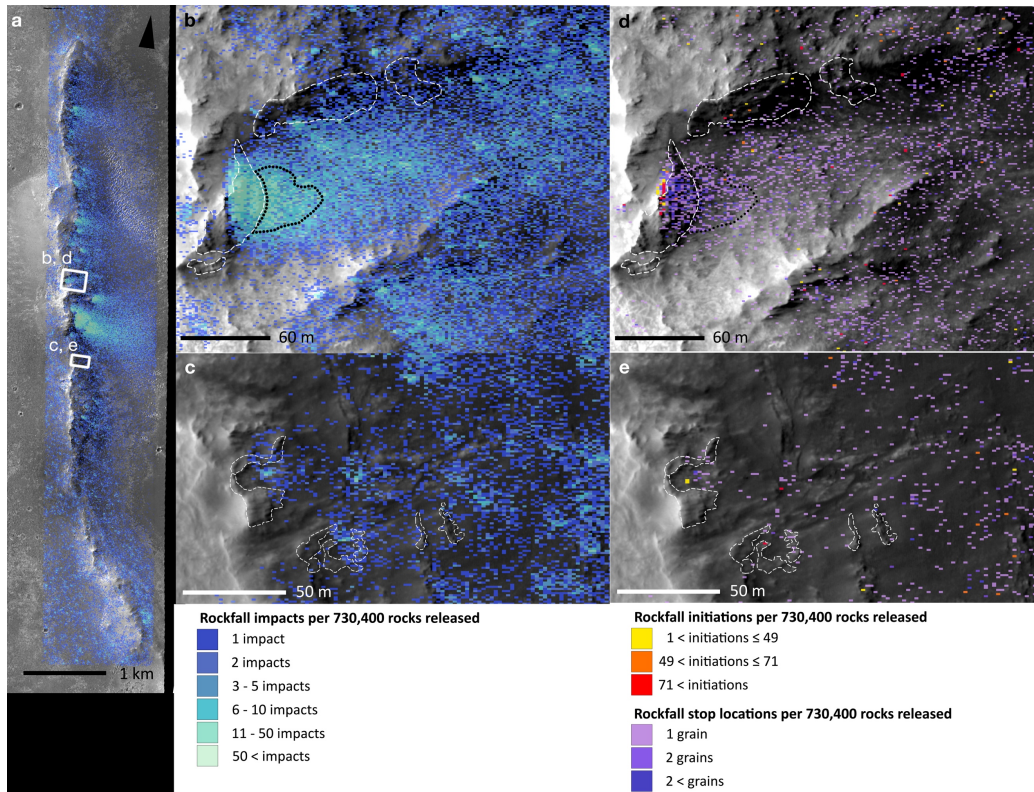 a
b
d
b, d
c, e
60 m
60 m
c
e
50 m
50 m
1 km
Rockfall impacts per 730,400 rocks released
1 impact
2 impacts
3 - 5 impacts
6 - 10 impacts
11 - 50 impacts
50 < impacts
Rockfall initiations per 730,400 rocks released
1 < initiations ≤ 49
49 < initiations ≤ 71
71 < initiations
Rockfall stop locations per 730,400 rocks released
1 grain
2 grains
2 < grains